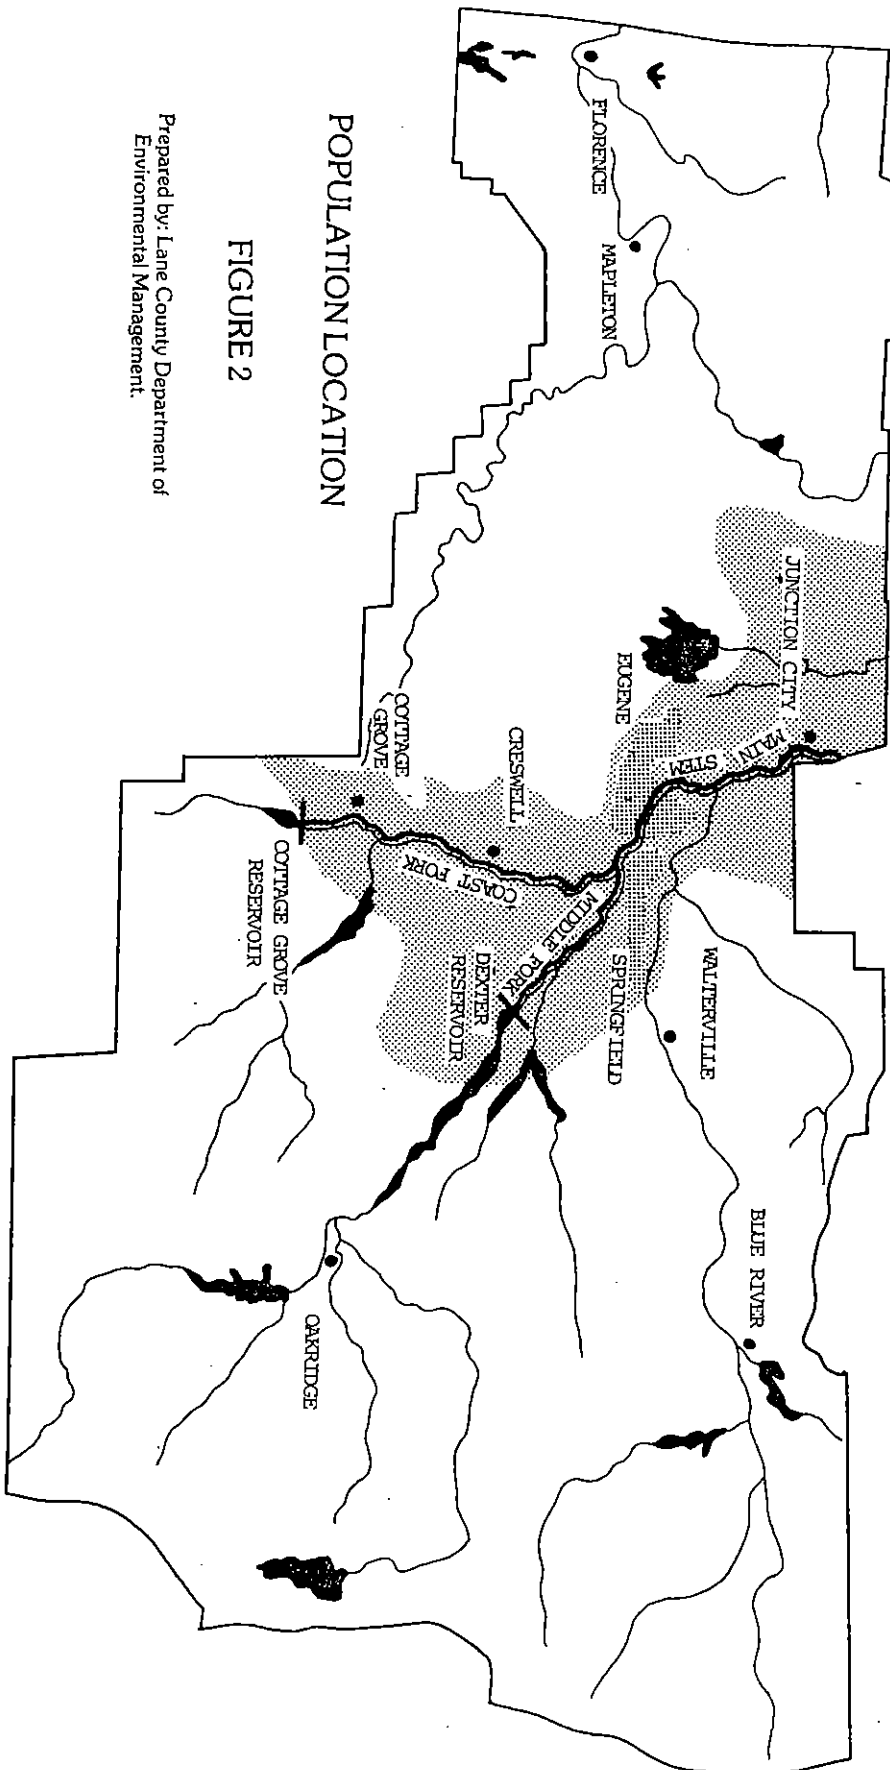 FLORENCE
MAPLETON
JUNCTION CITY
MAIN
STEM
EUGENE
WALTERVILLE
BLUE RIVER
SPRINGFIELD
CRESWELL
COTTAGE
GROVE
COAST FORK
MIDDLE FORK
DEXTER
RESERVOIR
COTTAGE GROVE
RESERVOIR
OAKRIDGE
POPULATION LOCATION
FIGURE 2
Prepared by: Lane County Department of
Environmental Management.